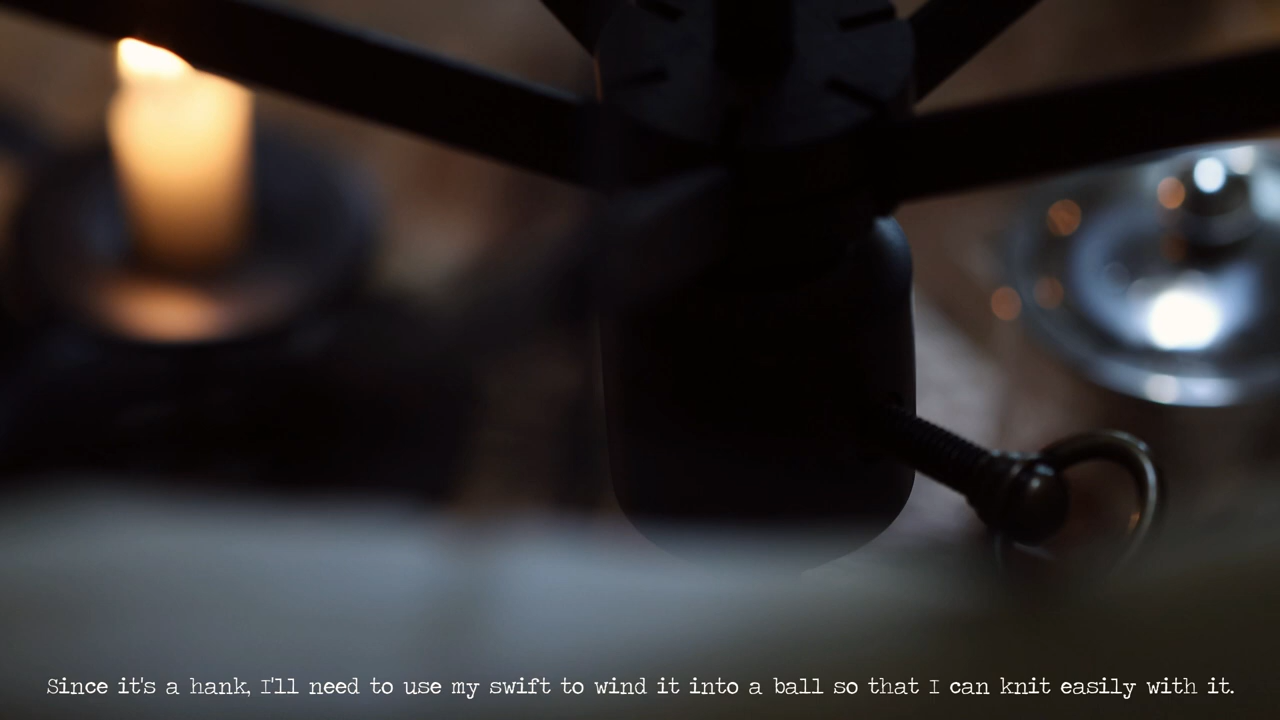 Since it's a hank, I'll need to use my swift to wind it into a ball so that I can knit easily with it.